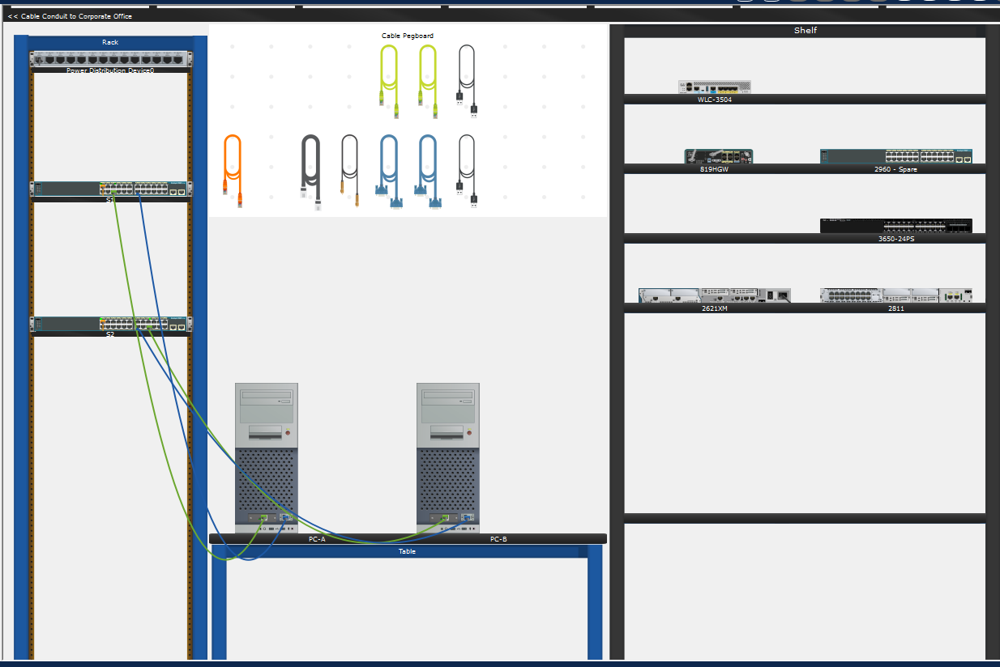 << Cable Conduit to Corporate Office
Rack
Power Distribution Device0
S1
S2
Cable Pegboard
PC-A
PC-B
Table
Shelf
WLC-3504
819HGW
2960 - Spare
3650-24PS
2621XM
2811